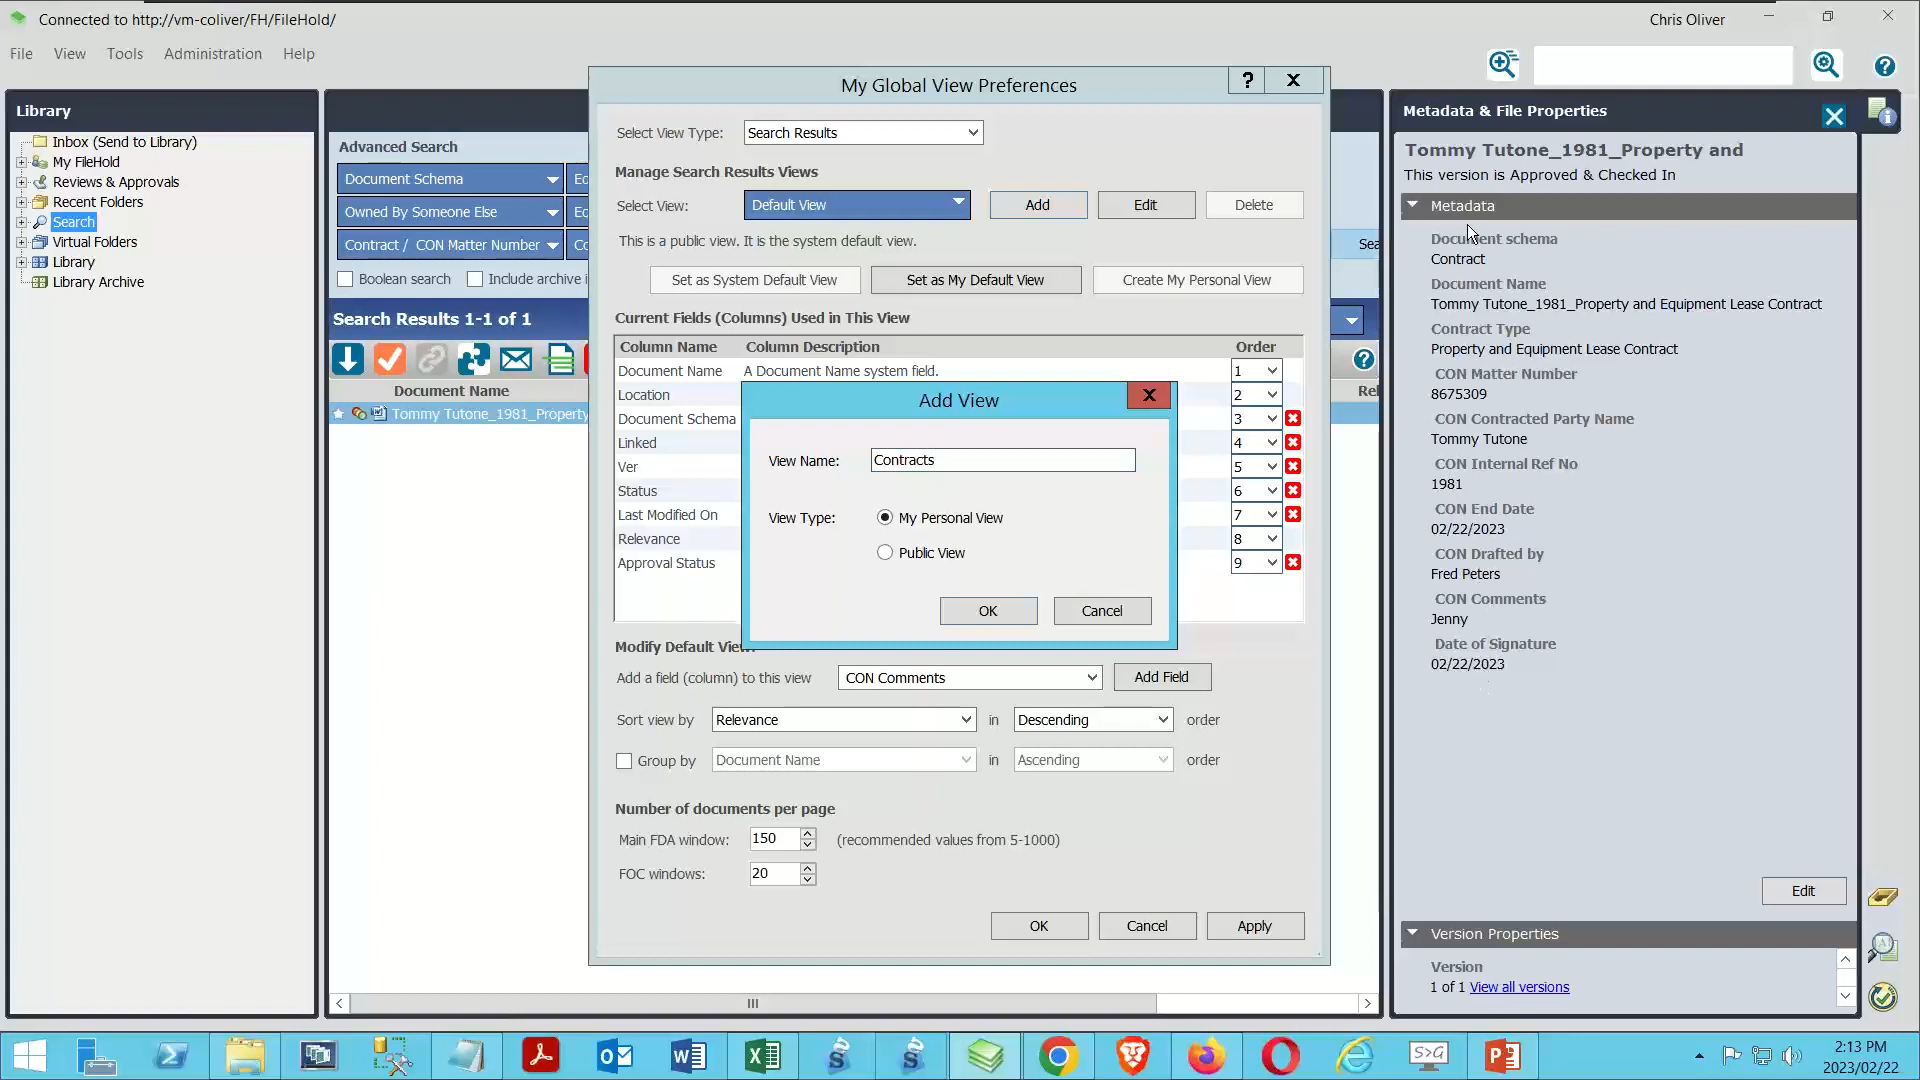 Connected to http://vm-coliver/FH/FileHold/
Chris Oliver
File View Tools Administration Help
Library
Inbox (Send to Library)
My FileHold
Reviews & Approvals
Recent Folders
Search
Virtual Folders
Library
Library Archive
Advanced Search
Document Schema
Owned By Someone Else
Contract / CON Matter Number
Boolean search
Include archive
Search Results 1-1 of 1
Document Name
Tommy Tutone_1981_Property
My Global View Preferences
?
X
Select View Type: Search Results
Manage Search Results Views
Select View: Default View Add Edit Delete
This is a public view. It is the system default view.
Set as System Default View Set as My Default View Create My Personal View
Current Fields (Columns) Used in This View
Column Name Column Description Order
Document Name A Document Name system field. 1
Location 2
Document Schema 3
Linked 4
Ver 5
Status 6
Last Modified On 7
Relevance 8
Approval Status 9
Add View
X
View Name: Contracts
View Type: My Personal View
Public View
OK Cancel
Modify Default View
Add a field (column) to this view CON Comments Add Field
Sort view by Relevance in Descending order
Group by Document Name in Ascending order
Number of documents per page
Main FDA window: 150 (recommended values from 5-1000)
FOC windows: 20
OK Cancel Apply
Metadata & File Properties
Tommy Tutone_1981_Property and
This version is Approved & Checked In
Metadata
Document schema
Contract
Document Name
Tommy Tutone_1981_Property and Equipment Lease Contract
Contract Type
Property and Equipment Lease Contract
CON Matter Number
8675309
CON Contracted Party Name
Tommy Tutone
CON Internal Ref No
1981
CON End Date
02/22/2023
CON Drafted by
Fred Peters
CON Comments
Jenny
Date of Signature
02/22/2023
Edit
Version Properties
Version
1 of 1 View all versions
2:13 PM
2023/02/22